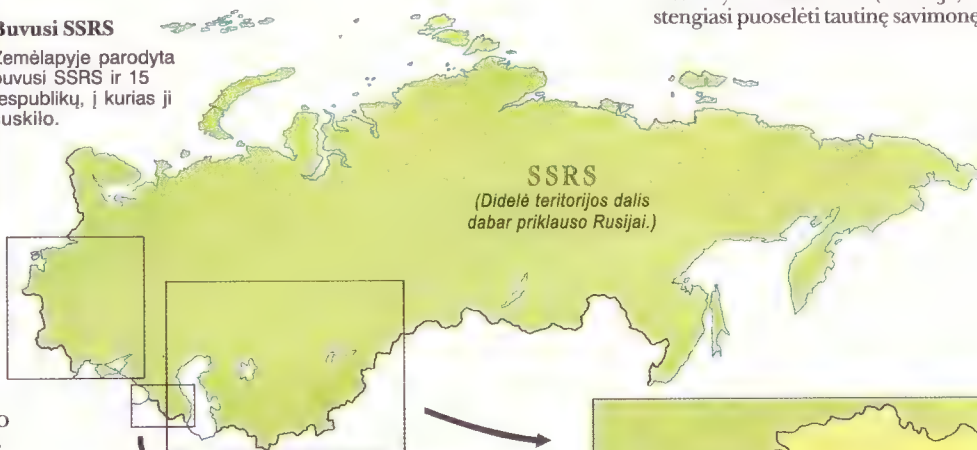 stengiasi puoselėti tautinę savimonę
Buvusi SSRS
Žemėlapyje parodyta
buvusi SSRS ir 15
respublikų, į kurias ji
suskilo.
SSRS
(Didelė teritorijos dalis
dabar priklauso Rusijai.)